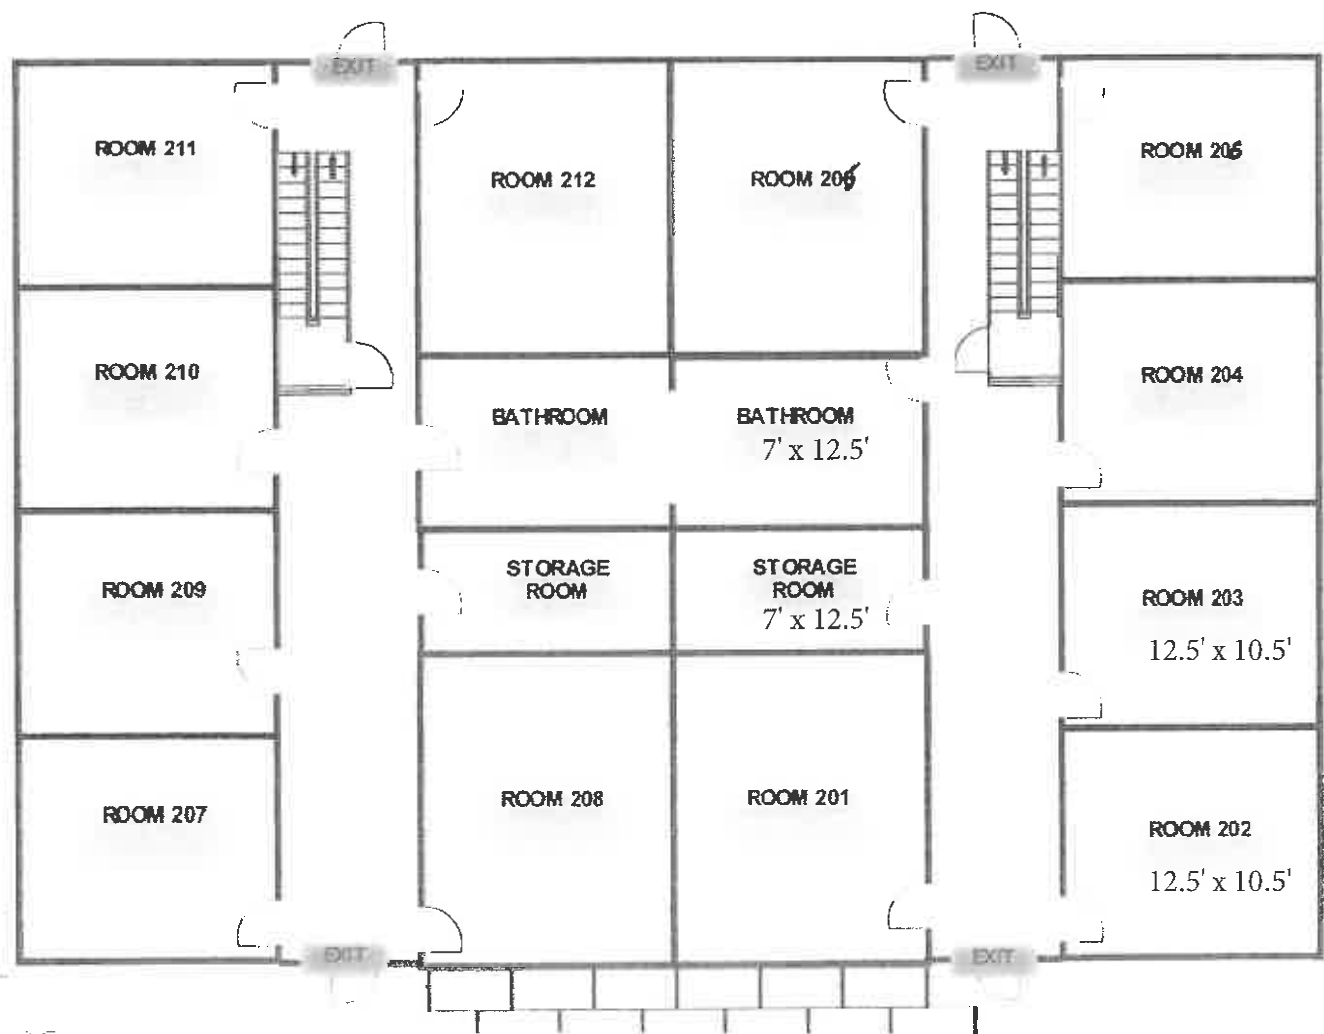 EXIT
EXIT
ROOM 211
ROOM 212
ROOM 206
ROOM 205
ROOM 210
ROOM 204
BATHROOM
BATHROOM
7' x 12.5'
STORAGE
ROOM
STORAGE
ROOM
7' x 12.5'
ROOM 209
ROOM 203
12.5' x 10.5'
ROOM 207
ROOM 208
ROOM 201
ROOM 202
12.5' x 10.5'
EXIT
EXIT